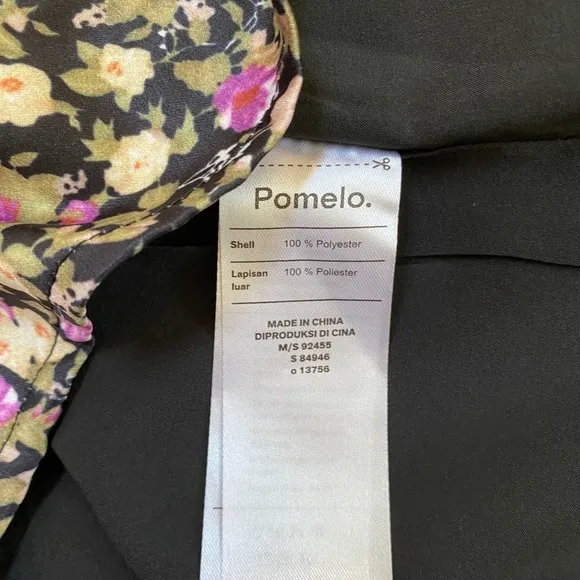 Pomelo.
Shell 100 % Polyester
Lapisan luar 100 % Poliester
MADE IN CHINA
DIPRODUKSI DI CINA
M/S 92455
S 84946
o 13756